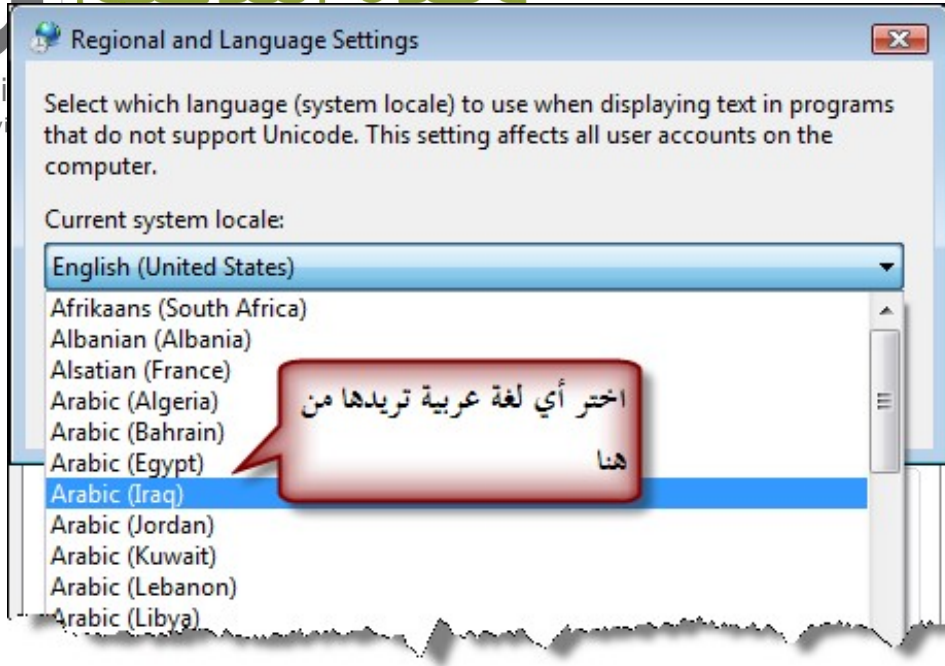 Regional and Language Settings
Select which language (system locale) to use when displaying text in programs
that do not support Unicode. This setting affects all user accounts on the
computer.
Current system locale:
English (United States)
Afrikaans (South Africa)
Albanian (Albania)
Alsatian (France)
Arabic (Algeria)
Arabic (Bahrain)
Arabic (Egypt)
Arabic (Iraq)
Arabic (Jordan)
Arabic (Kuwait)
Arabic (Lebanon)
Arabic (Libya)
اختر أي لغة عربية تريدها من
هنا